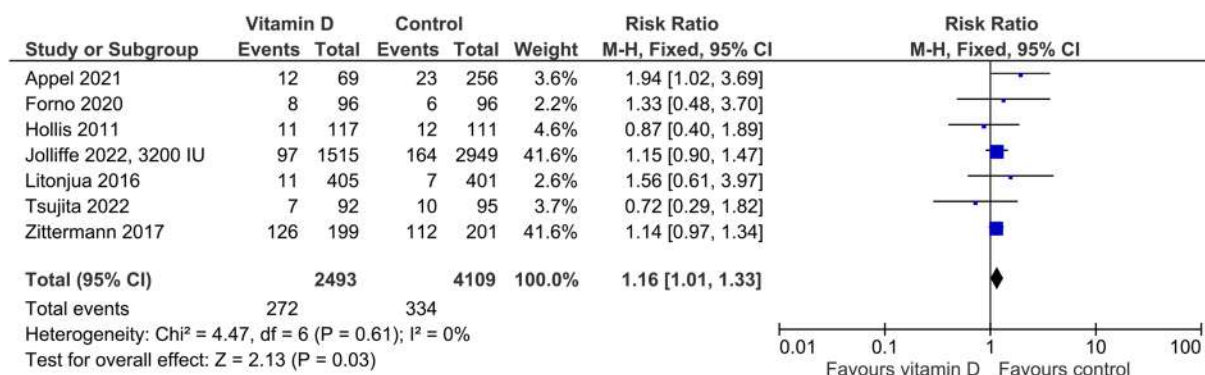 Vitamin D Control Risk Ratio Risk Ratio
Study or Subgroup Events Total Events Total Weight M-H, Fixed, 95% CI M-H, Fixed, 95% CI
Appel 2021 12 69 23 256 3.6% 1.94 [1.02, 3.69]
Forno 2020 8 96 6 96 2.2% 1.33 [0.48, 3.70]
Hollis 2011 11 117 12 111 4.6% 0.87 [0.40, 1.89]
Jolliffe 2022, 3200 IU 97 1515 164 2949 41.6% 1.15 [0.90, 1.47]
Litonjua 2016 11 405 7 401 2.6% 1.56 [0.61, 3.97]
Tsujita 2022 7 92 10 95 3.7% 0.72 [0.29, 1.82]
Zittermann 2017 126 199 112 201 41.6% 1.14 [0.97, 1.34]
Total (95% CI) 2493 4109 100.0% 1.16 [1.01, 1.33]
Total events 272 334
Heterogeneity: Chi² = 4.47, df = 6 (P = 0.61); I² = 0%
Test for overall effect: Z = 2.13 (P = 0.03)
0.01 0.1 1 10 100
Favours vitamin D Favours control